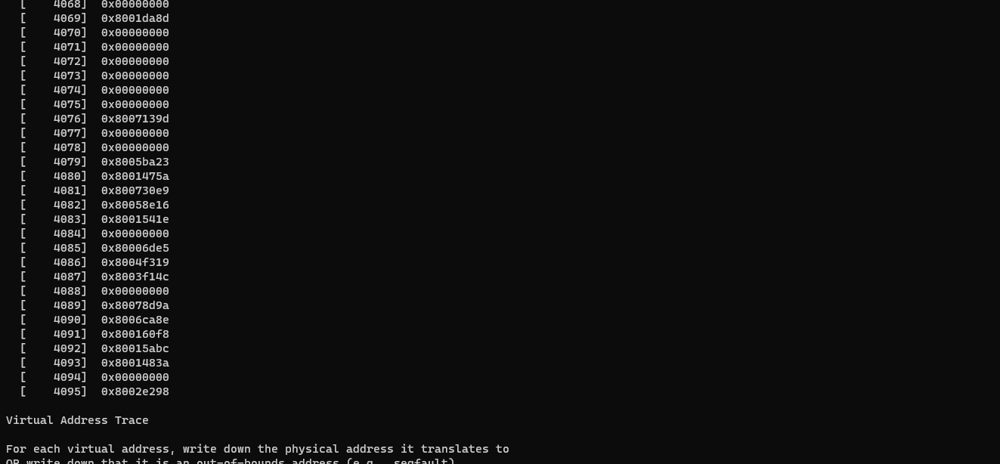 [    4068]  0x00000000
[    4069]  0x8001da8d
[    4070]  0x00000000
[    4071]  0x00000000
[    4072]  0x00000000
[    4073]  0x00000000
[    4074]  0x00000000
[    4075]  0x00000000
[    4076]  0x8007139d
[    4077]  0x00000000
[    4078]  0x00000000
[    4079]  0x8005ba23
[    4080]  0x8001475a
[    4081]  0x800730e9
[    4082]  0x80058e16
[    4083]  0x8001541e
[    4084]  0x00000000
[    4085]  0x80006de5
[    4086]  0x8004f319
[    4087]  0x8003f14c
[    4088]  0x00000000
[    4089]  0x80078d9a
[    4090]  0x8006ca8e
[    4091]  0x800160f8
[    4092]  0x80015abc
[    4093]  0x8001483a
[    4094]  0x00000000
[    4095]  0x8002e298
Virtual Address Trace
For each virtual address, write down the physical address it translates to
OR write down that it is an out-of-bounds address (e.g., segfault).